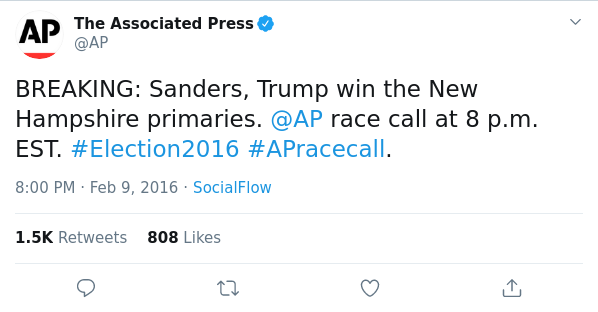 AP
The Associated Press
@AP
BREAKING: Sanders, Trump win the New
Hampshire primaries. @AP race call at 8 p.m.
EST. #Election2016 #APracecall.
8:00 PM · Feb 9, 2016 · SocialFlow
1.5K Retweets 808 Likes